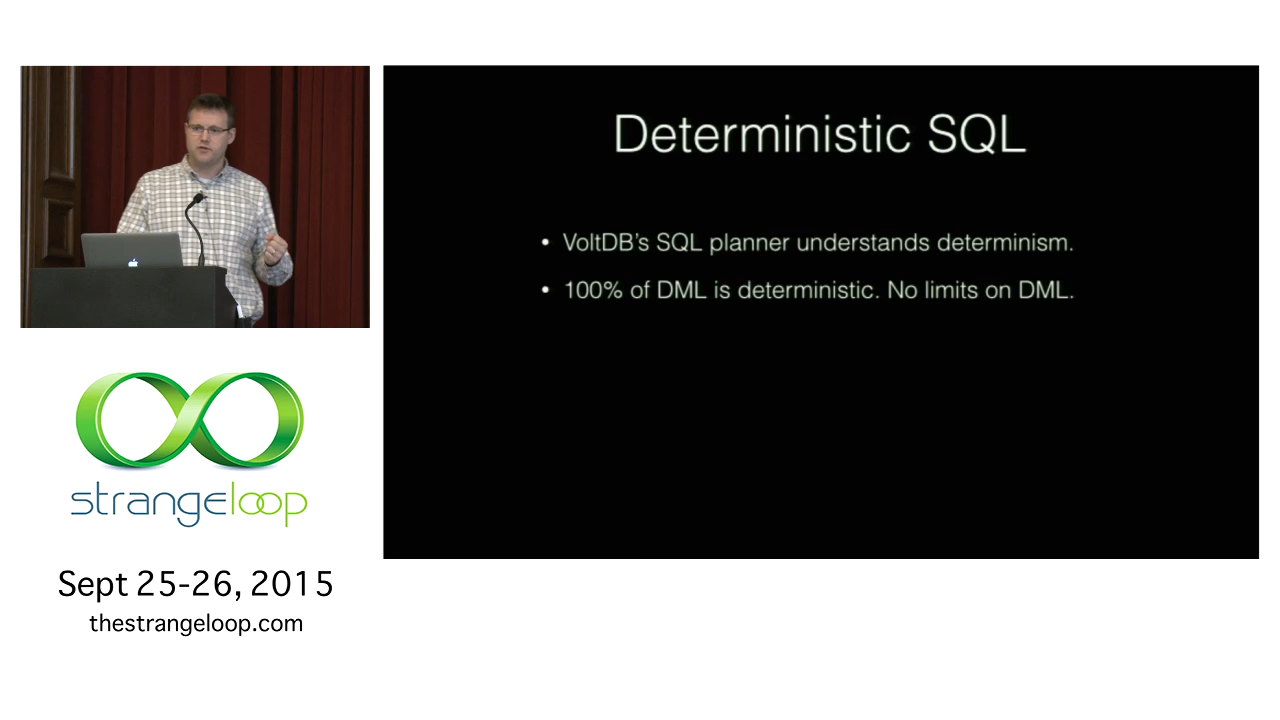 Deterministic SQL
• VoltDB's SQL planner understands determinism.
• 100% of DML is deterministic. No limits on DML.
strangeloop
Sept 25-26, 2015
thestrangeloop.com